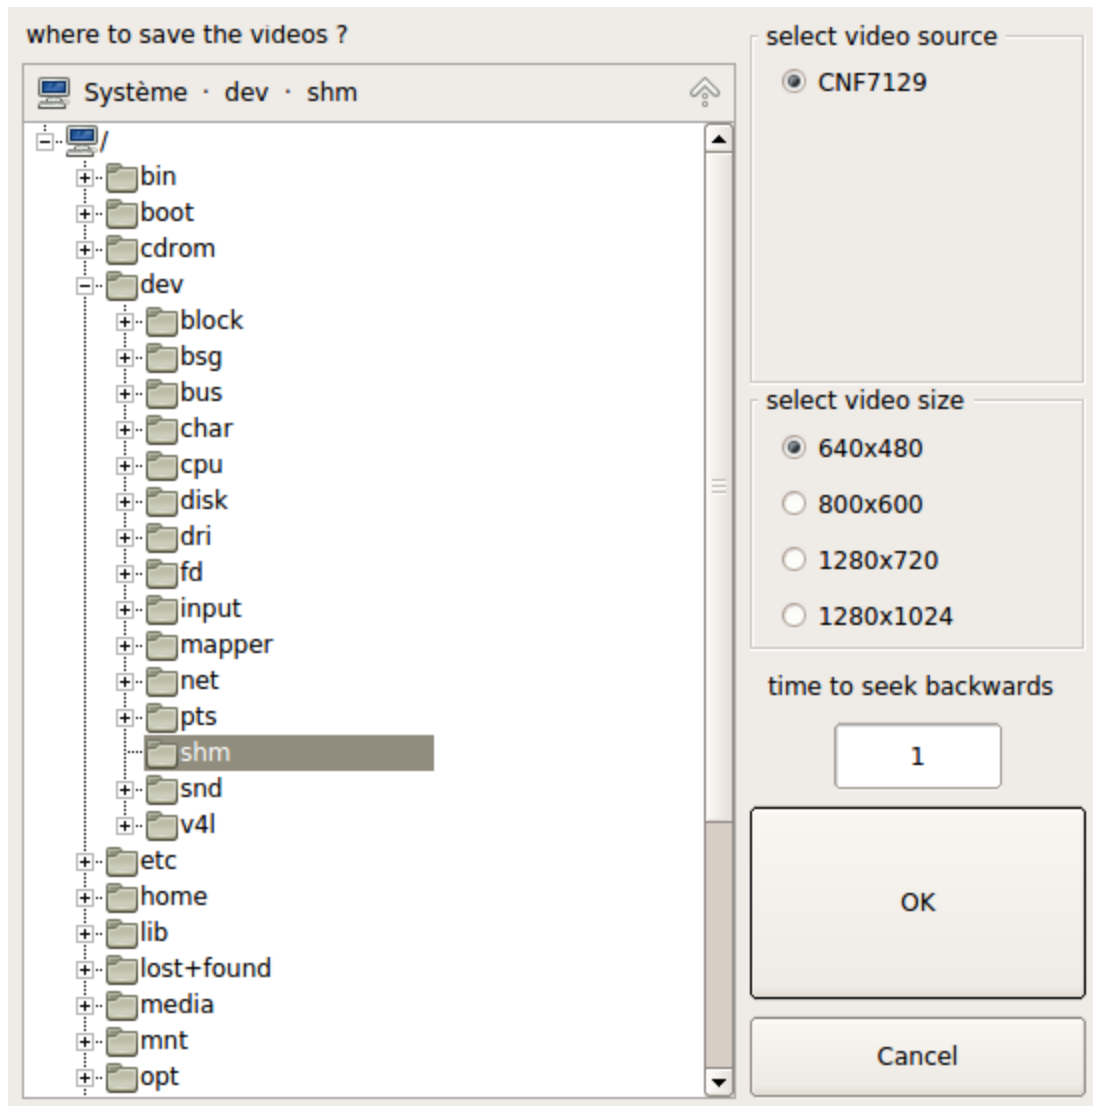 where to save the videos ?
Système · dev · shm
/
bin
boot
cdrom
dev
block
bsg
bus
char
cpu
disk
dri
fd
input
mapper
net
pts
shm
snd
v4l
etc
home
lib
lost+found
media
mnt
opt
select video source
CNF7129
select video size
640x480
800x600
1280x720
1280x1024
time to seek backwards
1
OK
Cancel